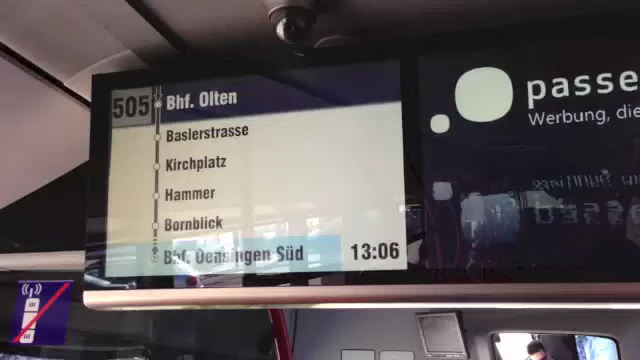 505
Bhf. Olten
Baslerstrasse
Kirchplatz
Hammer
Bornblick
Bhf. Oensingen Süd 13:06
passe
Werbung, die